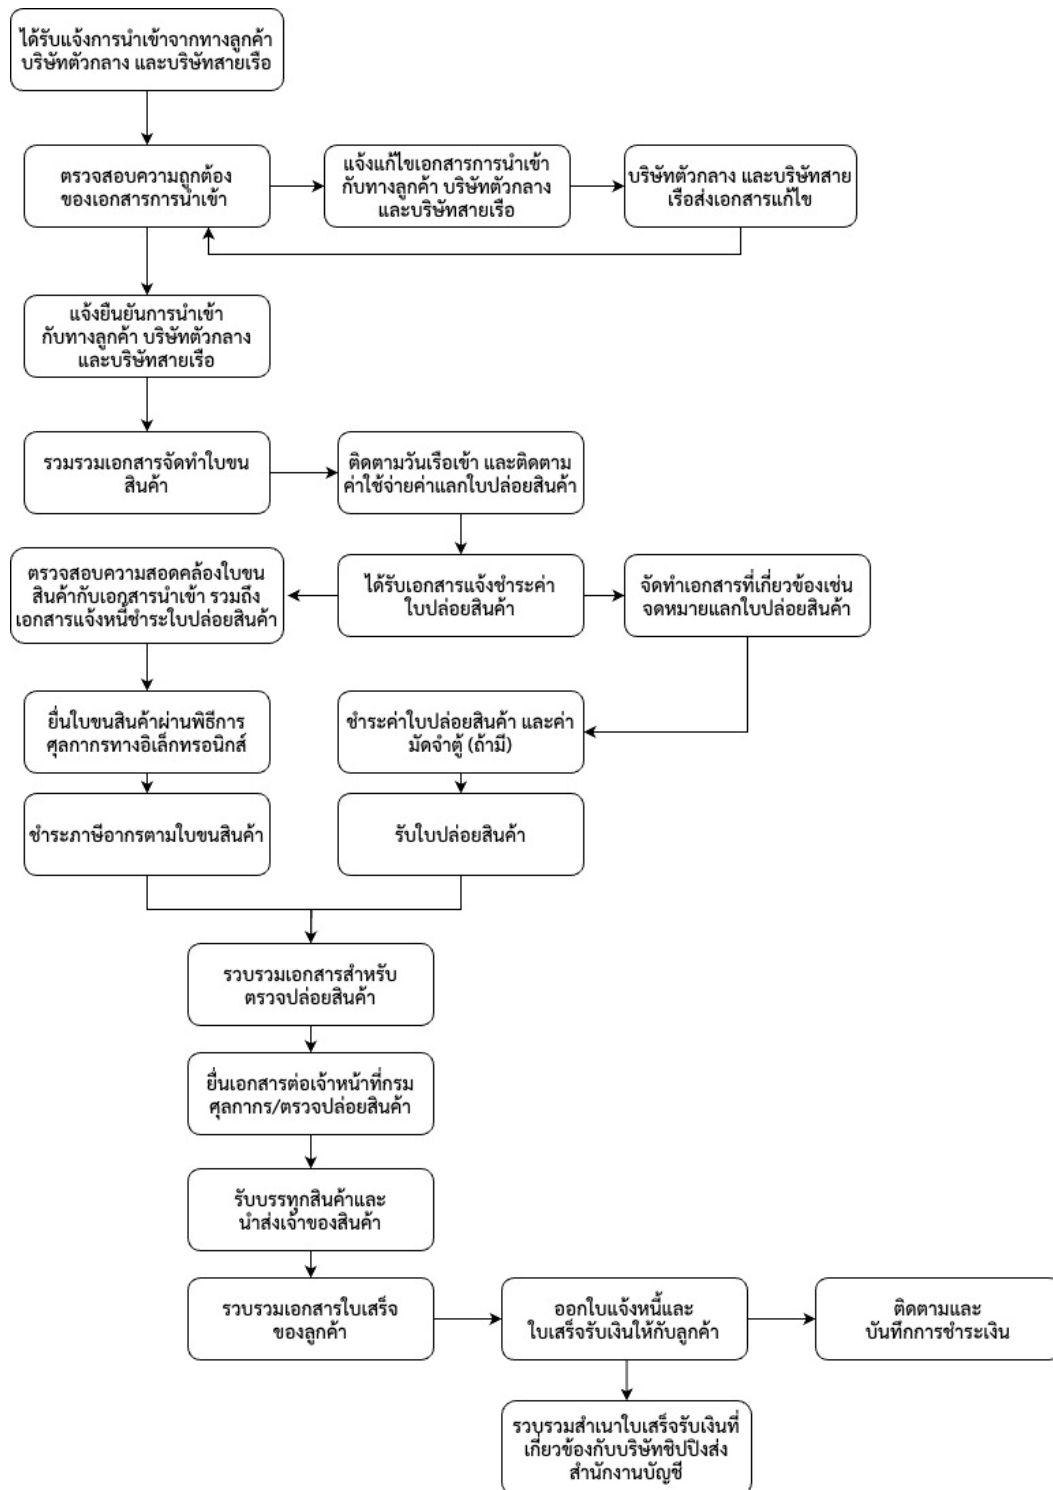 ได้รับแจ้งการนำเข้าจากทางลูกค้า
บริษัทตัวกลาง และบริษัทสายเรือ
ตรวจสอบความถูกต้อง
ของเอกสารการนำเข้า
แจ้งแก้ไขเอกสารการนำเข้า
กับทางลูกค้า บริษัทตัวกลาง
และบริษัทสายเรือ
บริษัทตัวกลาง และบริษัทสาย
เรือส่งเอกสารแก้ไข
แจ้งยืนยันการนำเข้า
กับทางลูกค้า บริษัทตัวกลาง
และบริษัทสายเรือ
รวมรวมเอกสารจัดทำใบขน
สินค้า
ติดตามวันเรือเข้า และติดตาม
ค่าใช้จ่ายค่าแลกใบปล่อยสินค้า
ตรวจสอบความสอดคล้องใบขน
สินค้ากับเอกสารนำเข้า รวมถึง
เอกสารแจ้งหนี้ชำระใบปล่อยสินค้า
ได้รับเอกสารแจ้งชำระค่า
ใบปล่อยสินค้า
จัดทำเอกสารที่เกี่ยวข้องเช่น
จดหมายแลกใบปล่อยสินค้า
ยื่นใบขนสินค้าผ่านพิธีการ
ศุลกากรทางอิเล็กทรอนิกส์
ชำระค่าใบปล่อยสินค้า และค่า
มัดจำตู้ (ถ้ามี)
ชำระภาษีอากรตามใบขนสินค้า
รับใบปล่อยสินค้า
รวบรวมเอกสารสำหรับ
ตรวจปล่อยสินค้า
ยื่นเอกสารต่อเจ้าหน้าที่กรม
ศุลกากร/ตรวจปล่อยสินค้า
รับบรรทุกสินค้าและ
นำส่งเจ้าของสินค้า
รวบรวมเอกสารใบเสร็จ
ของลูกค้า
ออกใบแจ้งหนี้และ
ใบเสร็จรับเงินให้กับลูกค้า
ติดตามและ
บันทึกการชำระเงิน
รวบรวมสำเนาใบเสร็จรับเงินที่
เกี่ยวข้องกับบริษัทชิปปิงส่ง
สำนักงานบัญชี